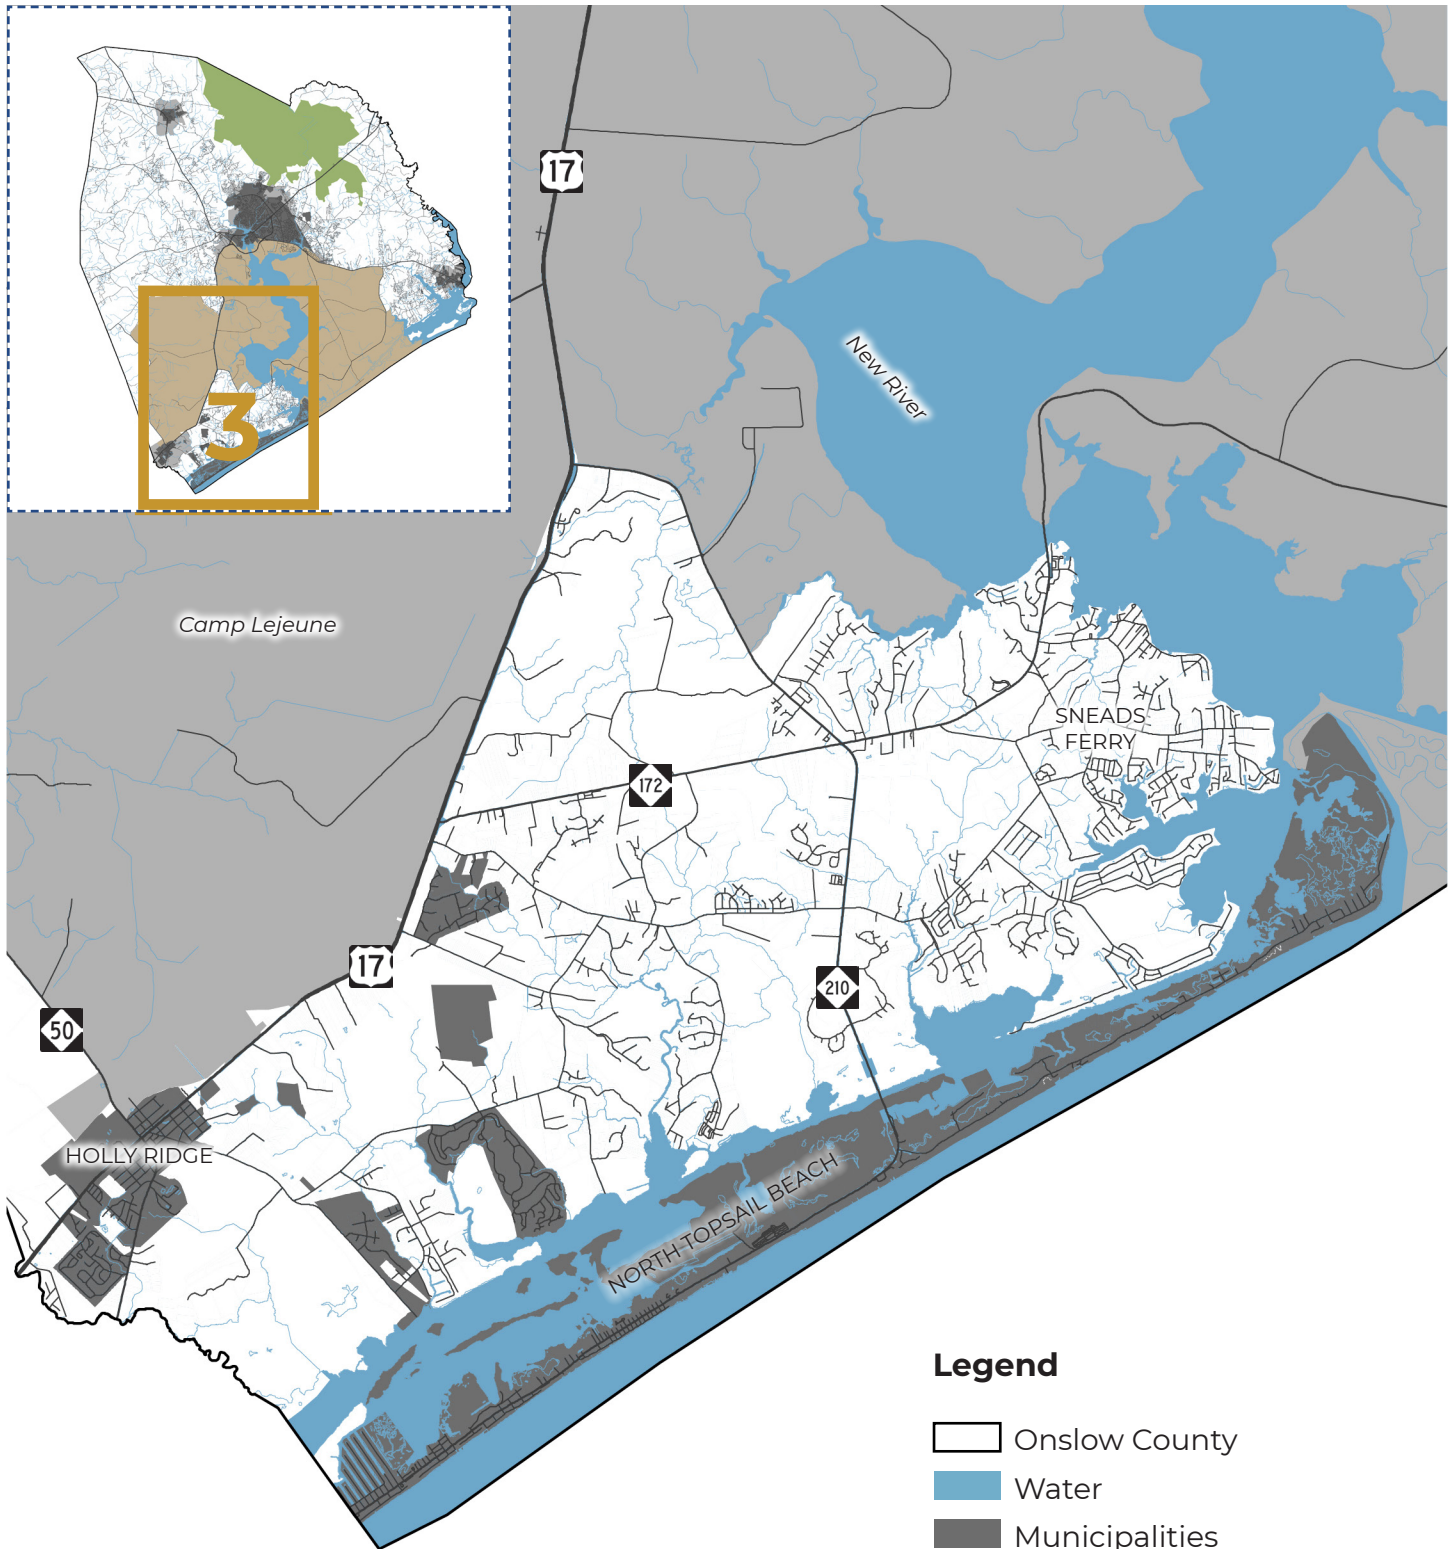 3
17
New River
Camp Lejeune
SNEADS
FERRY
172
17
210
50
HOLLY RIDGE
NORTH TOPSAIL BEACH
Legend
Onslow County
Water
Municipalities